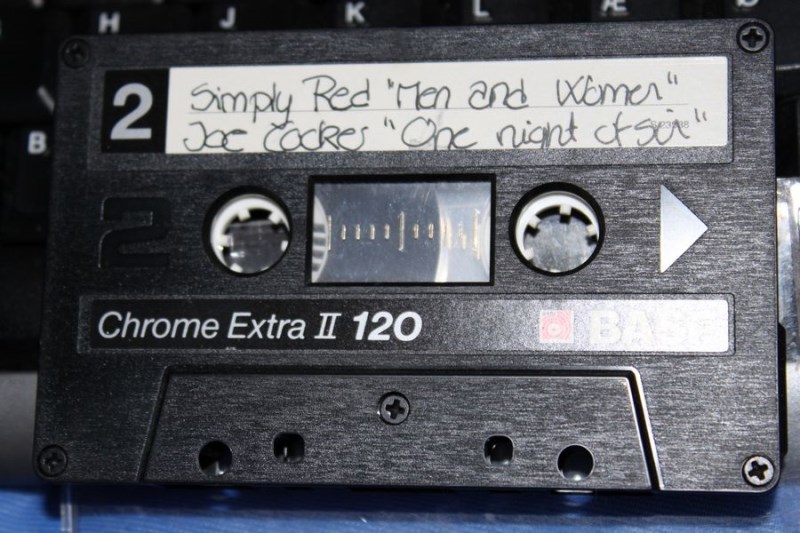 H J K L Æ Ø
B
2
Simply Red "Men and Women"
Joe Cocker "One night of sin"
2
Chrome Extra II 120
BASF